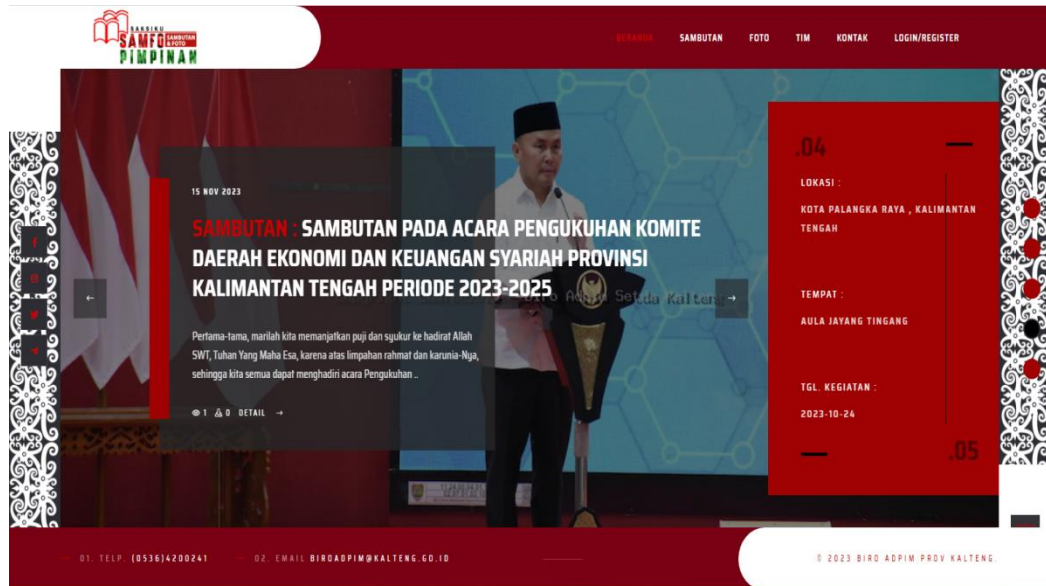 SAKSIKU
SAMFO SAMBUTAN & FOTO
PIMPINAN
BERANDA SAMBUTAN FOTO TIM KONTAK LOGIN/REGISTER
15 NOV 2023
SAMBUTAN : SAMBUTAN PADA ACARA PENGUKUHAN KOMITE
DAERAH EKONOMI DAN KEUANGAN SYARIAH PROVINSI
KALIMANTAN TENGAH PERIODE 2023-2025
Biro Adpim Setda Kalteng
Pertama-tama, marilah kita memanjatkan puji dan syukur ke hadirat Allah
SWT, Tuhan Yang Maha Esa, karena atas limpahan rahmat dan karunia-Nya,
sehingga kita semua dapat menghadiri acara Pengukuhan ..
1 0 DETAIL →
.04
LOKASI :
KOTA PALANGKA RAYA , KALIMANTAN
TENGAH
TEMPAT :
AULA JAYANG TINGANG
TGL. KEGIATAN :
2023-10-24
.05
01. TELP. (0536)4200241 02. EMAIL BIROADPIM@KALTENG.GO.ID
© 2023 BIRO ADPIM PROV KALTENG.